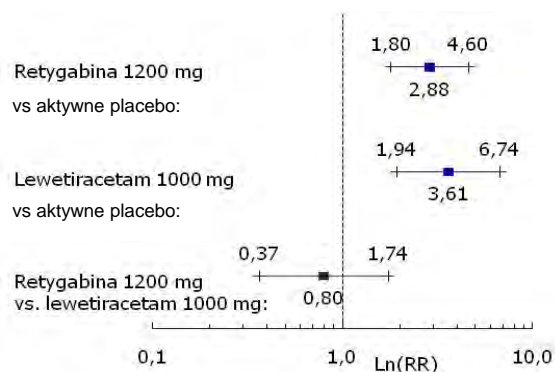 1,80 4,60
Retygabina 1200 mg
2,88
vs aktywne placebo:
1,94 6,74
Lewetiracetam 1000 mg
3,61
vs aktywne placebo:
0,37 1,74
Retygabina 1200 mg
vs. lewetiracetam 1000 mg:
0,80
0,1 1,0 Ln(RR) 10,0